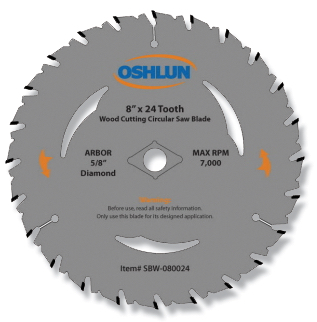 OSHLUN
8" x 24 Tooth
Wood Cutting Circular Saw Blade
ARBOR
5/8"
Diamond
MAX RPM
7,000
Before use, read all safety information.
Only use this blade for its designed application.
Item# SBW-080024